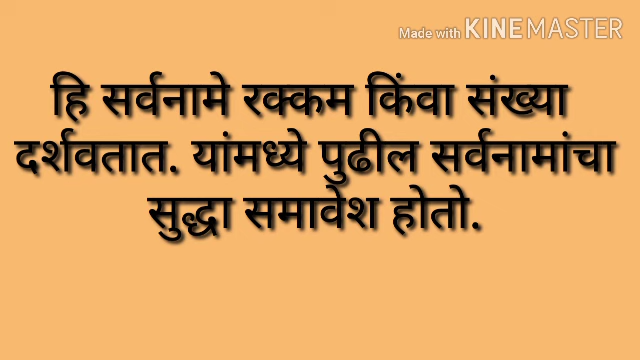 Made with KINEMASTER
हि सर्वनामे रक्कम किंवा संख्या
दर्शवतात. यांमध्ये पुढील सर्वनामांचा
सुद्धा समावेश होतो.